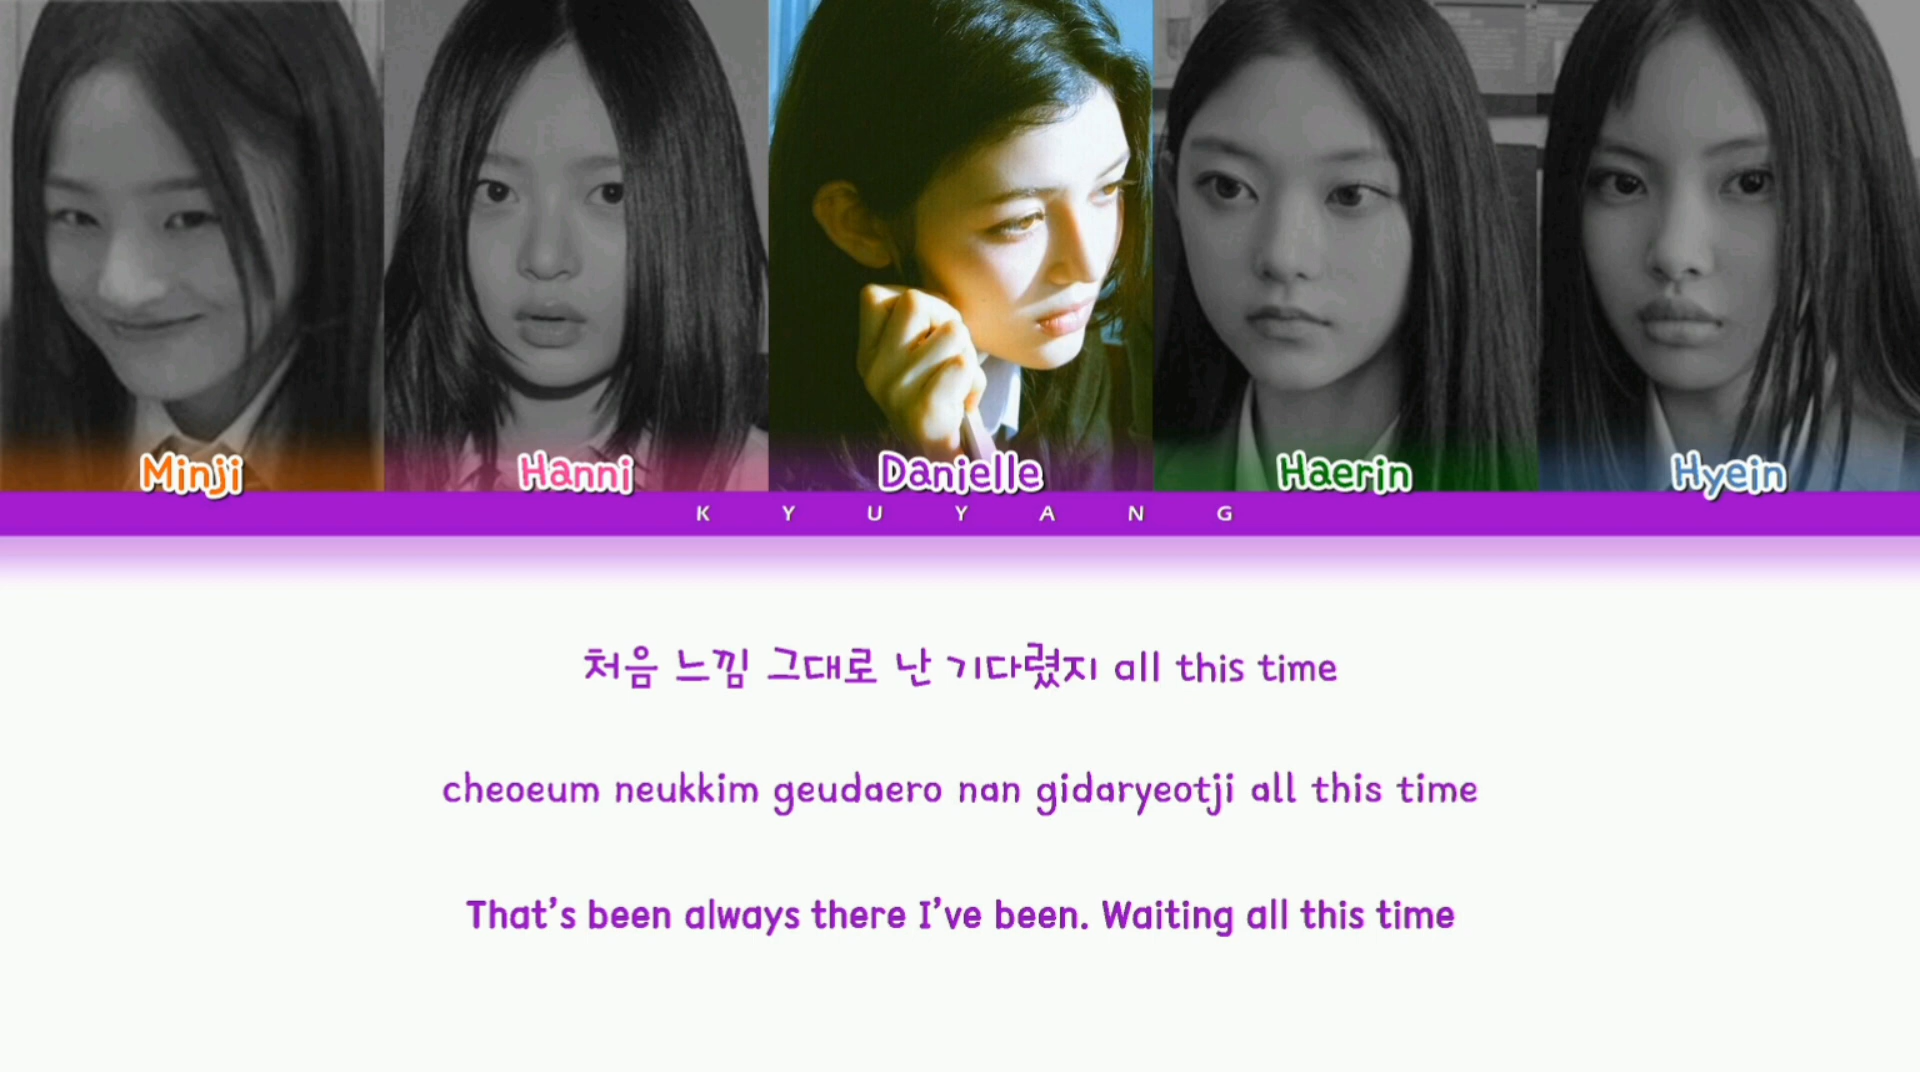 Minji
Hanni
Danielle
Haerin
Hyein
KYUYANG
처음 느낌 그대로 난 기다렸지 all this time
cheoeum neukkim geudaero nan gidaryeotji all this time
That's been always there I've been. Waiting all this time